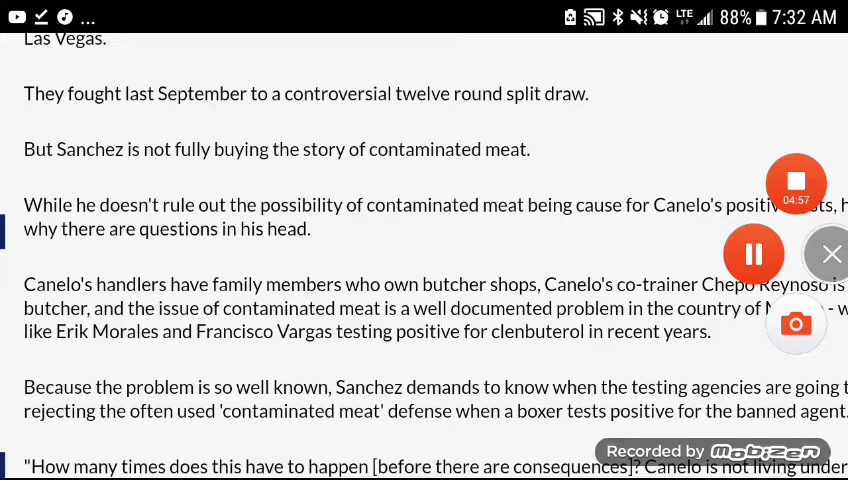 ... LTE 88% 7:32 AM
Las Vegas.
They fought last September to a controversial twelve round split draw.
But Sanchez is not fully buying the story of contaminated meat.
While he doesn't rule out the possibility of contaminated meat being cause for Canelo's
04:57
why there are questions in his head.
Canelo's handlers have family members who own butcher shops, Canelo's co-trainer Chepo Reynoso is
butcher, and the issue of contaminated meat is a well documented problem in the country of
like Erik Morales and Francisco Vargas testing positive for clenbuterol in recent years.
Because the problem is so well known, Sanchez demands to know when the testing agencies are going
rejecting the often used 'contaminated meat' defense when a boxer tests positive for the banned agent.
Recorded by Mobizen
"How many times does this have to happen [before there are consequences]? Canelo is not living under